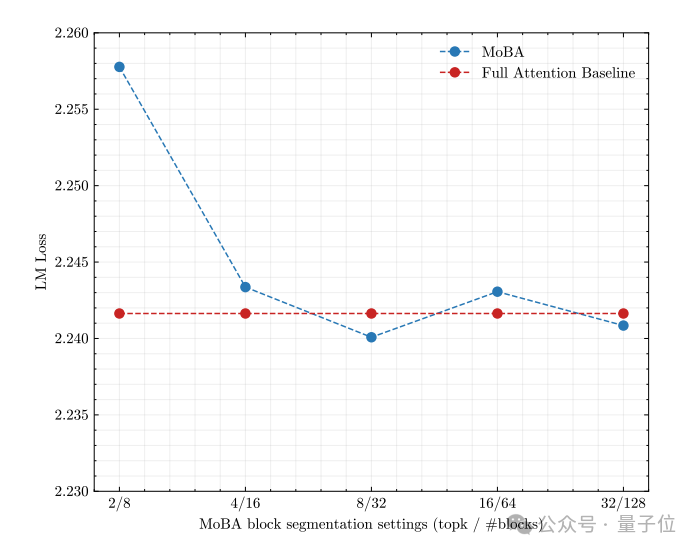 2.260
2.255
2.250
2.245
2.240
2.235
2.230
LM Loss
MoBA
Full Attention Baseline
2/8 4/16 8/32 16/64 32/128
MoBA block segmentation settings (topk / #blocks)
公众号 · 量子位